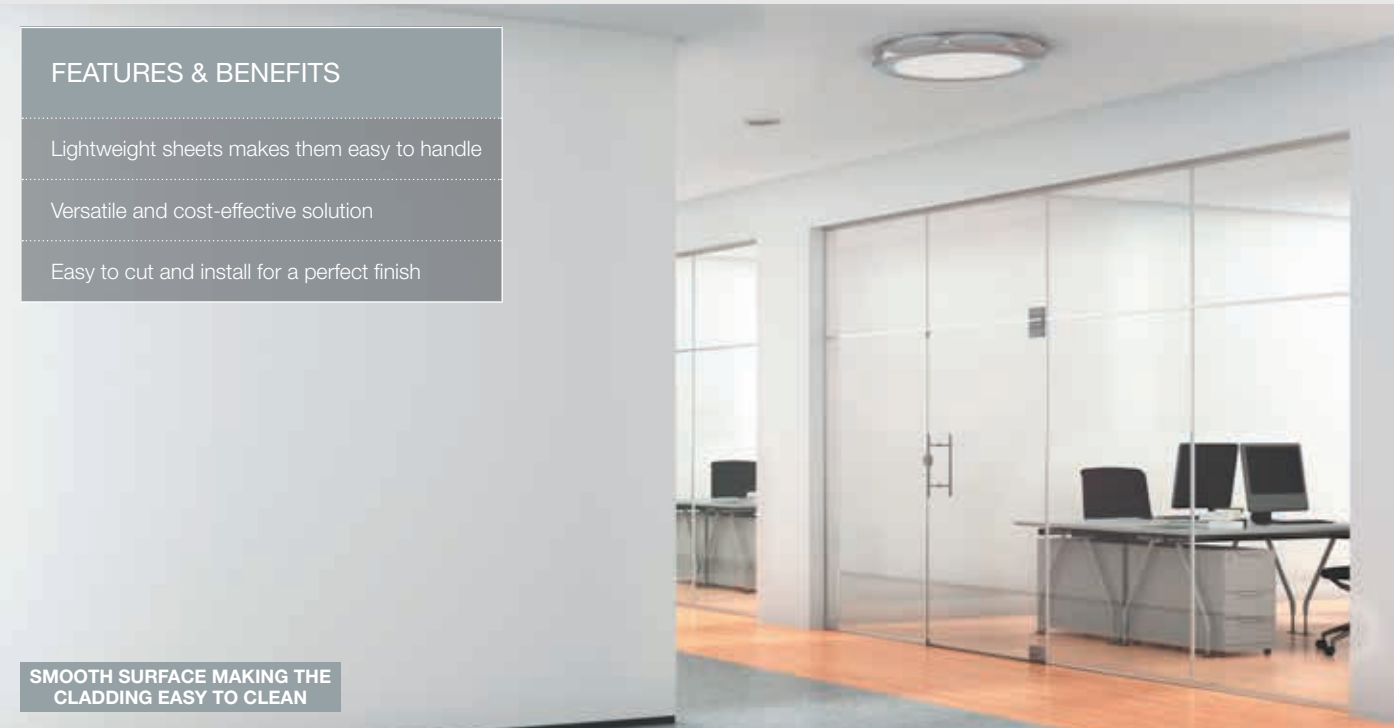 FEATURES & BENEFITS
Lightweight sheets makes them easy to handle
Versatile and cost-effective solution
Easy to cut and install for a perfect finish
SMOOTH SURFACE MAKING THE
CLADDING EASY TO CLEAN